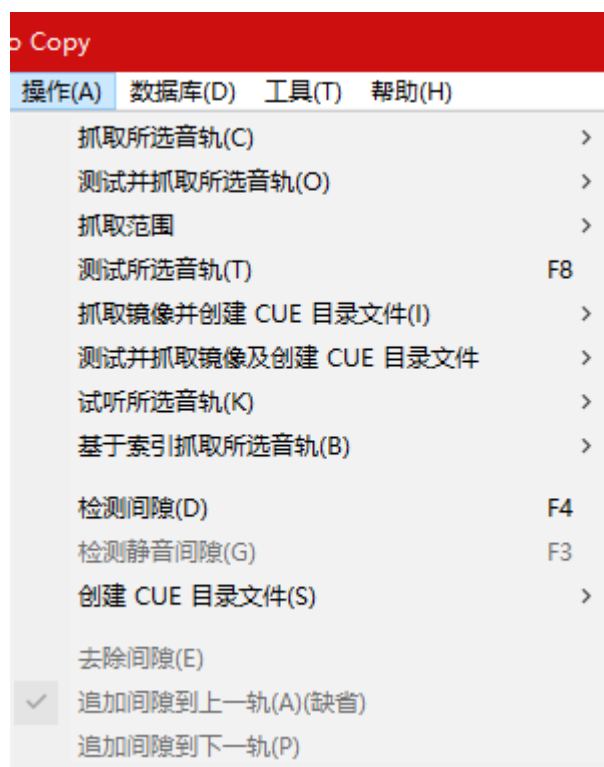 o Copy
操作(A) 数据库(D) 工具(T) 帮助(H)
抓取所选音轨(C)
测试并抓取所选音轨(O)
抓取范围
测试所选音轨(T) F8
抓取镜像并创建 CUE 目录文件(I)
测试并抓取镜像及创建 CUE 目录文件
试听所选音轨(K)
基于索引抓取所选音轨(B)
检测间隙(D) F4
检测静音间隙(G) F3
创建 CUE 目录文件(S)
去除间隙(E)
追加间隙到上一轨(A)(缺省)
追加间隙到下一轨(P)